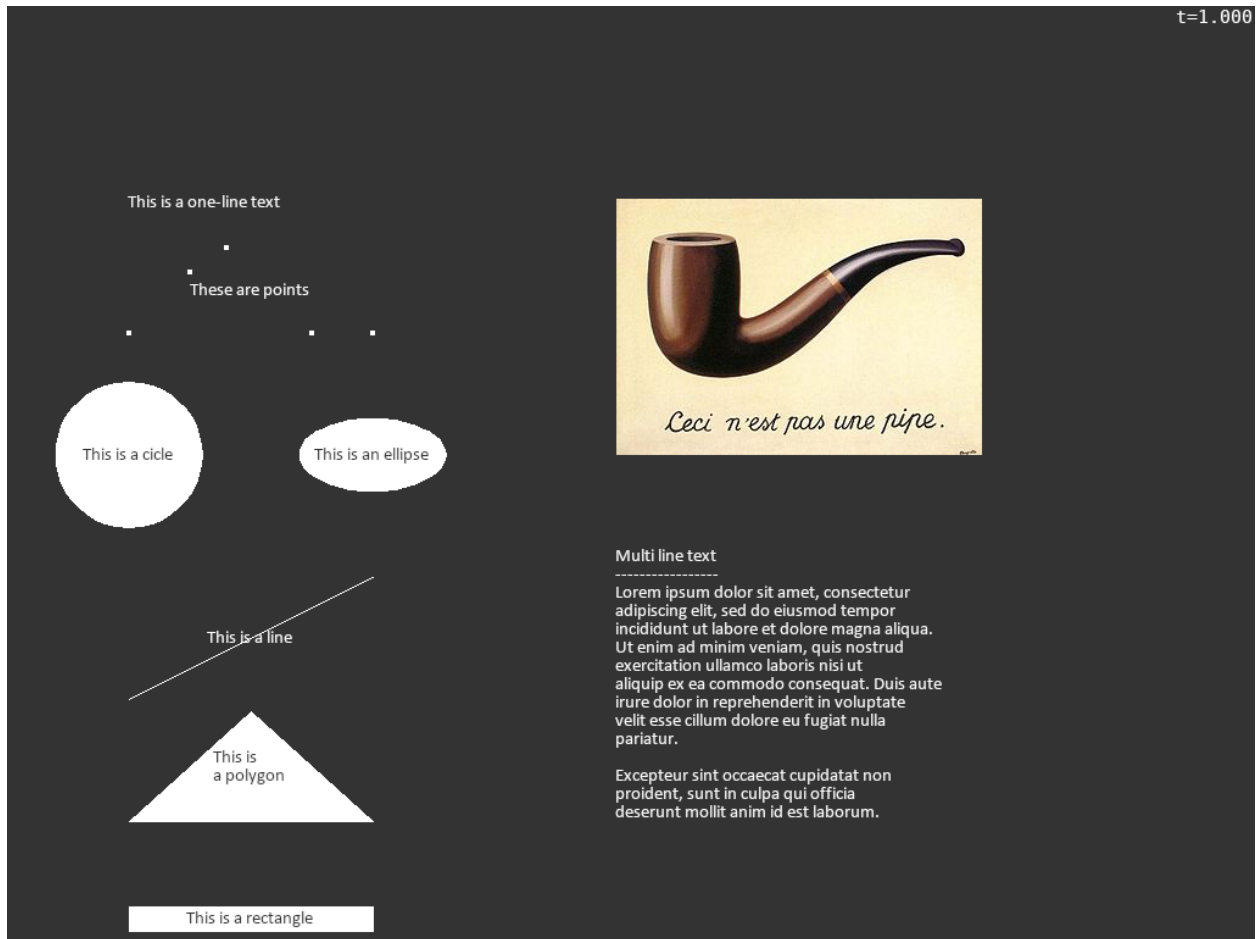 t=1.000
This is a one-line text
These are points
This is a cicle
This is an ellipse
This is a line
This is
a polygon
This is a rectangle
Ceci n'est pas une pipe.
Multi line text
-----------------
Lorem ipsum dolor sit amet, consectetur
adipiscing elit, sed do eiusmod tempor
incididunt ut labore et dolore magna aliqua.
Ut enim ad minim veniam, quis nostrud
exercitation ullamco laboris nisi ut
aliquip ex ea commodo consequat. Duis aute
irure dolor in reprehenderit in voluptate
velit esse cillum dolore eu fugiat nulla
pariatur.
Excepteur sint occaecat cupidatat non
proident, sunt in culpa qui officia
deserunt mollit anim id est laborum.